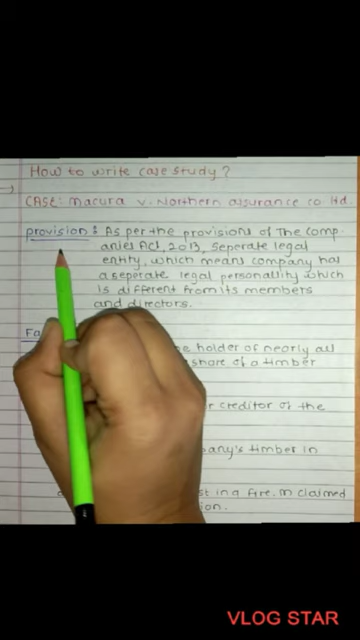 How to write case study?
CASE: Macura v. Northern assurance co. ltd.
provision: As per the provisions of The Comp-
anies Act, 2013, Seperate legal
entity, which means company has
a seperate legal personallity which
is different from its members
and directors.
Fa
e holder of nearly all
share of a timber
r creditor of the
pany's timber in
st in a fire. M claimed
ion.
VLOG STAR